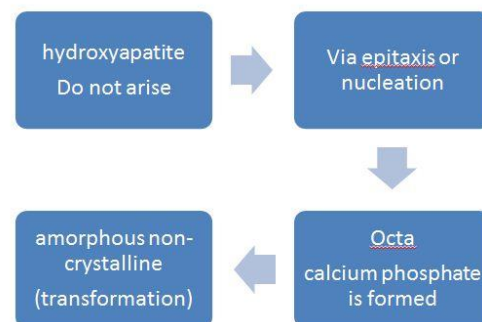 hydroxyapatite
Do not arise
Via epitaxis or
nucleation
Octa
calcium phosphate
is formed
amorphous non-
crystalline
(transformation)